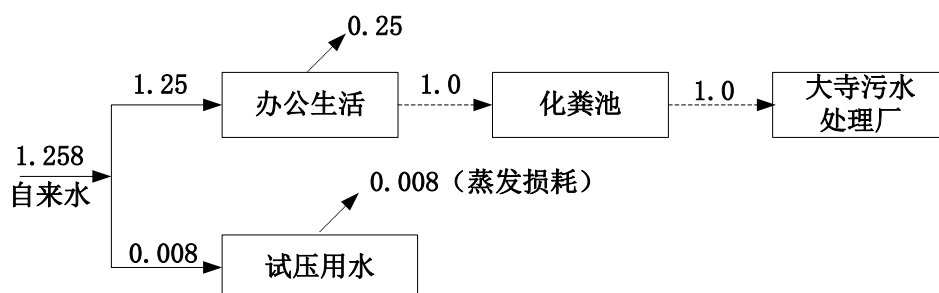 0.25
1.25
办公生活
1.0
化粪池
1.0
大寺污水
处理厂
1.258
自来水
0.008（蒸发损耗）
0.008
试压用水